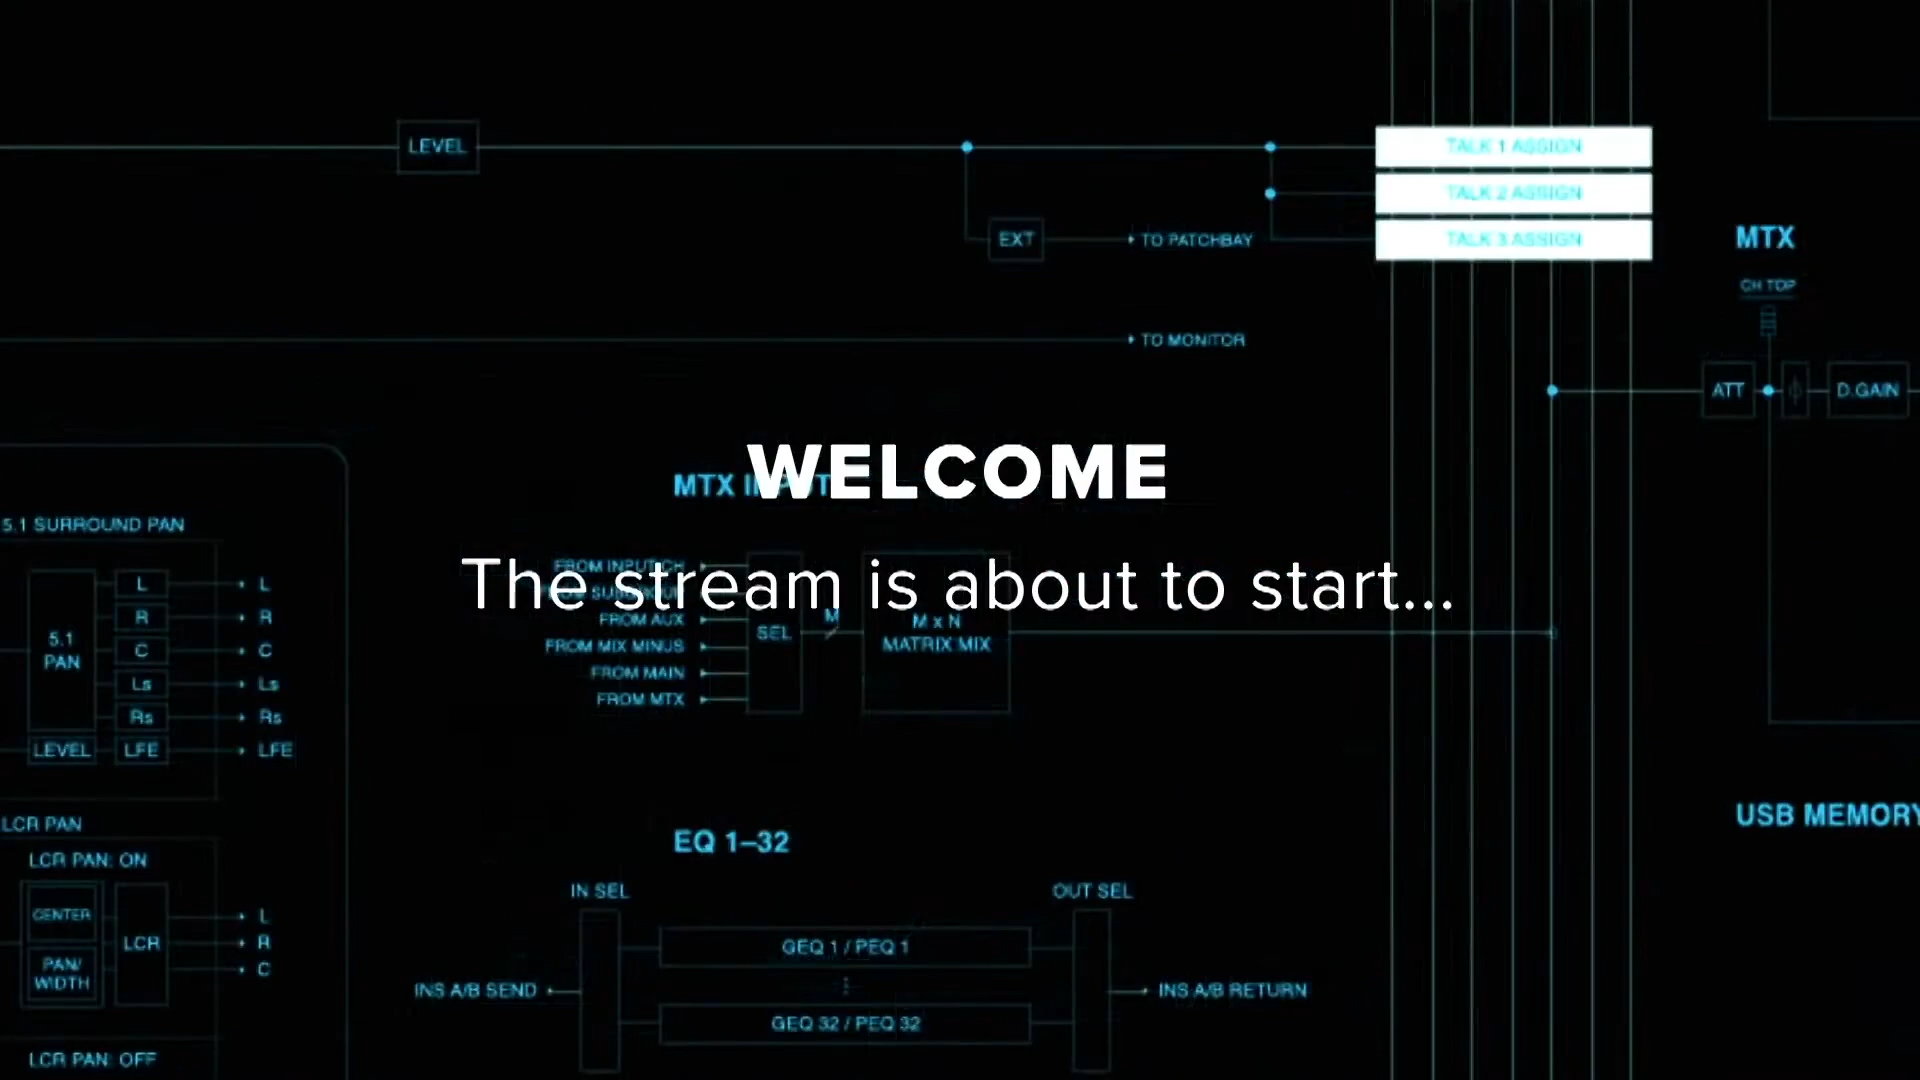 LEVEL
TALK 1 ASSIGN
TALK 2 ASSIGN
TALK 3 ASSIGN
EXT
TO PATCHBAY
MTX
CH TOP
TO MONITOR
ATT
D.GAIN
WELCOME
The stream is about to start...
MTX INPUT
5.1 SURROUND PAN
5.1
PAN
L
R
C
Ls
Rs
LEVEL
LFE
L
R
C
Ls
Rs
LFE
FROM INPUT CH
FROM AUX
FROM MIX MINUS
FROM MAIN
FROM MTX
SEL
M
M x N
MATRIX MIX
USB MEMORY
LCR PAN
LCR PAN: ON
CENTER
PAN/
WIDTH
LCR
L
R
C
LCR PAN: OFF
EQ 1–32
IN SEL
OUT SEL
GEQ 1 / PEQ 1
INS A/B SEND
INS A/B RETURN
GEQ 32 / PEQ 32